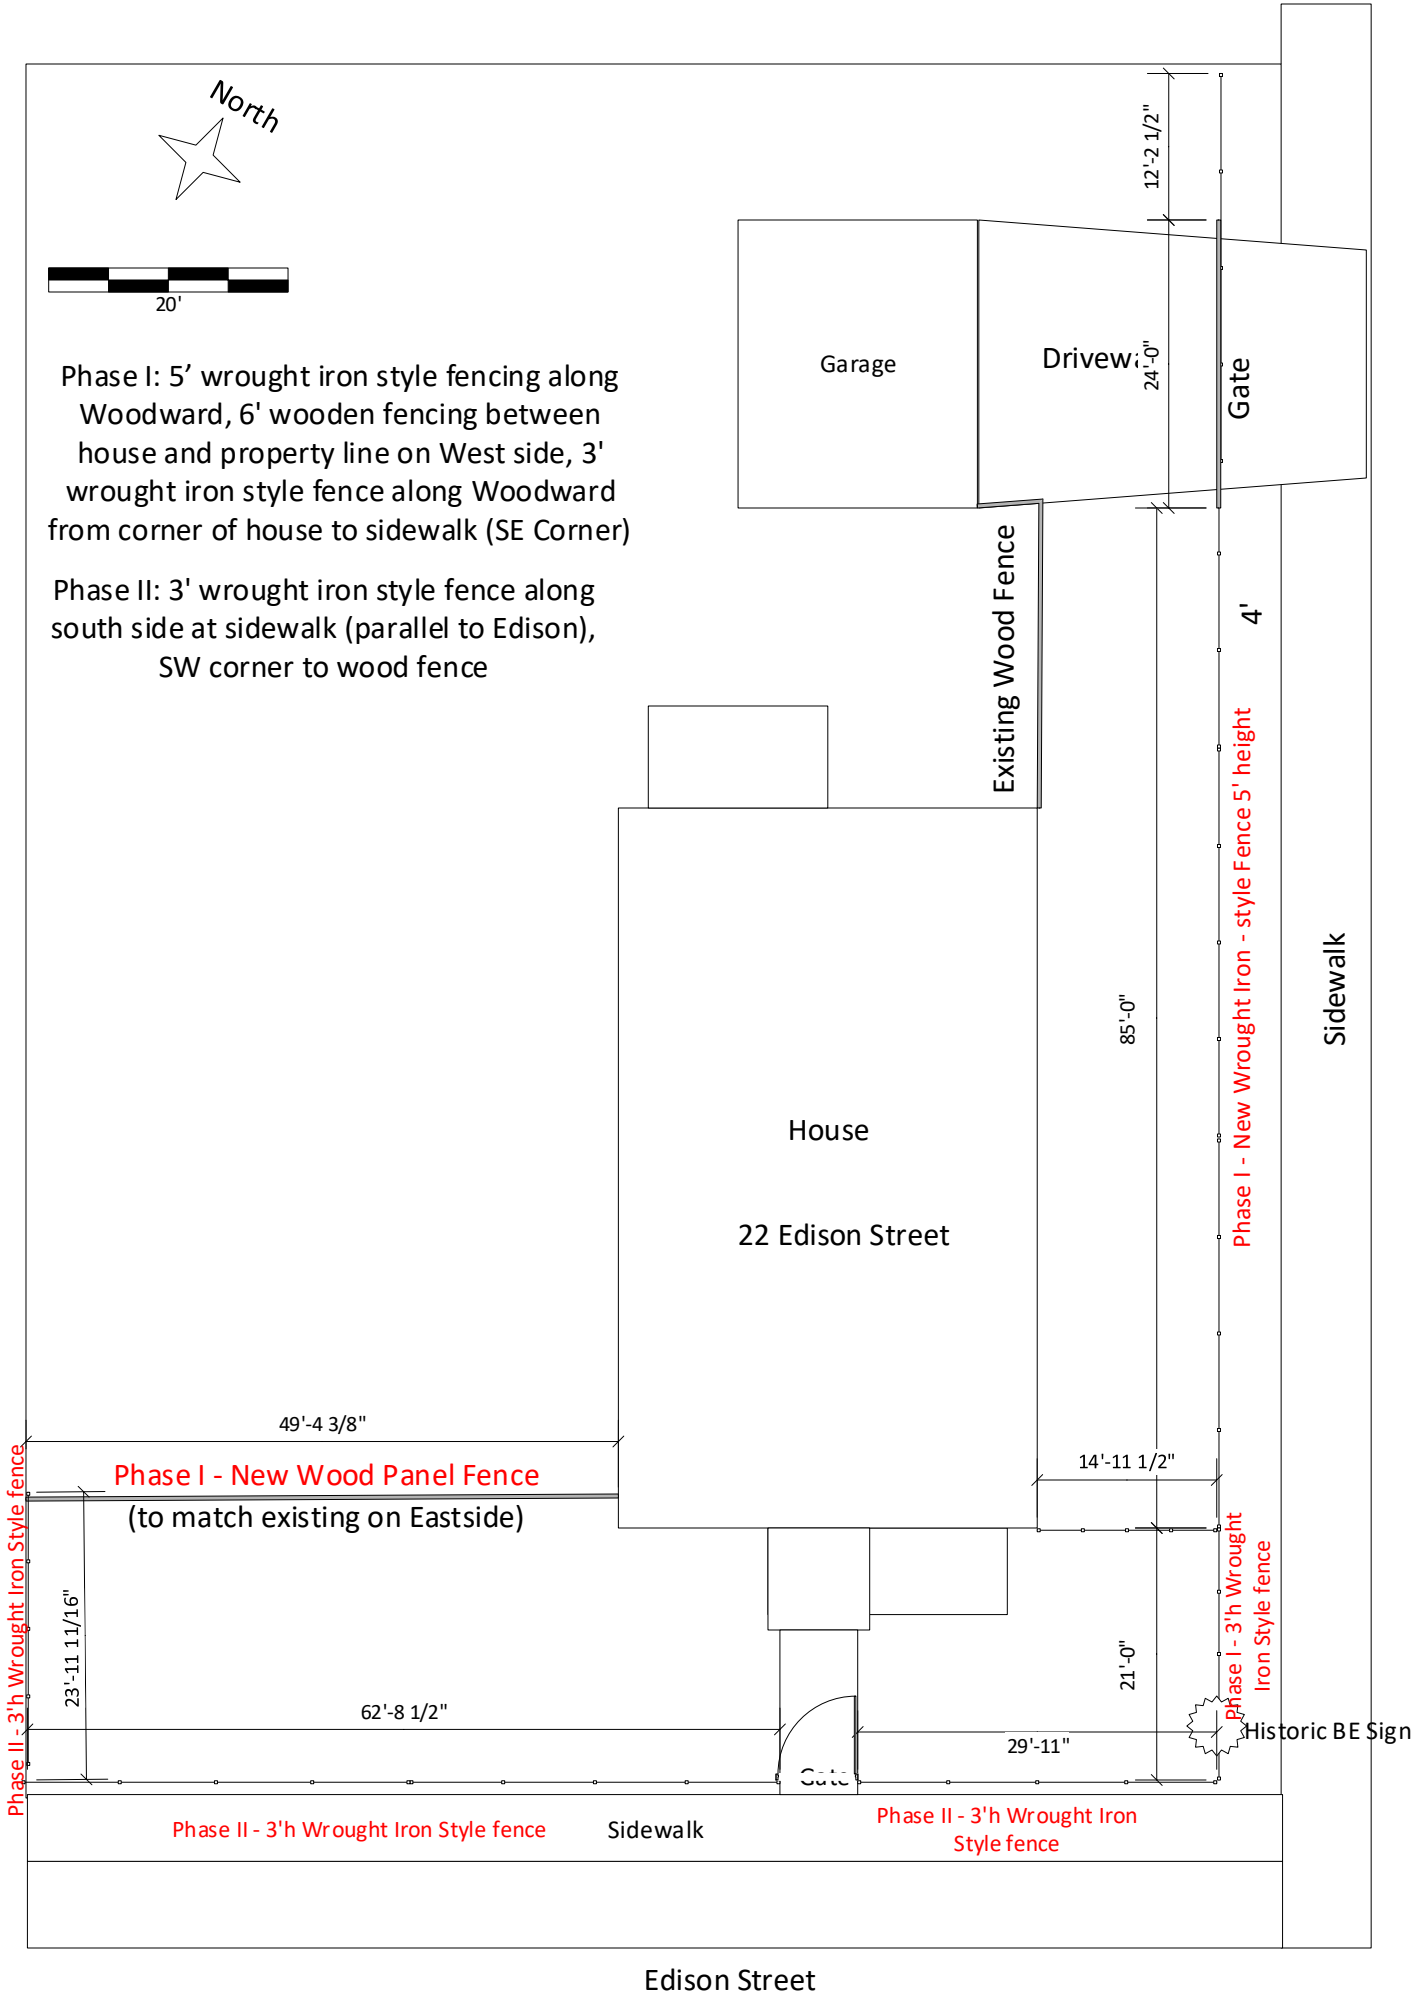 North
12'-2 1/2"
20'
Phase I: 5’ wrought iron style fencing along
Woodward, 6' wooden fencing between
house and property line on West side, 3'
wrought iron style fence along Woodward
from corner of house to sidewalk (SE Corner)
Phase II: 3' wrought iron style fence along
south side at sidewalk (parallel to Edison),
SW corner to wood fence
Garage
24'-0"
Gate
Existing Wood Fence
4'
Phase I - New Wrought Iron - style Fence 5' height
Sidewalk
85'-0"
House
22 Edison Street
49'-4 3/8"
Phase I - New Wood Panel Fence
(to match existing on Eastside)
14'-11 1/2"
Phase II - 3'h Wrought Iron Style fence
23'-11 11/16"
62'-8 1/2"
29'-11"
21'-0"
Phase I - 3'h Wrought
Iron Style fence
Historic BE Sign
Gate
Phase II - 3'h Wrought Iron Style fence
Sidewalk
Phase II - 3'h Wrought Iron
Style fence
Edison Street